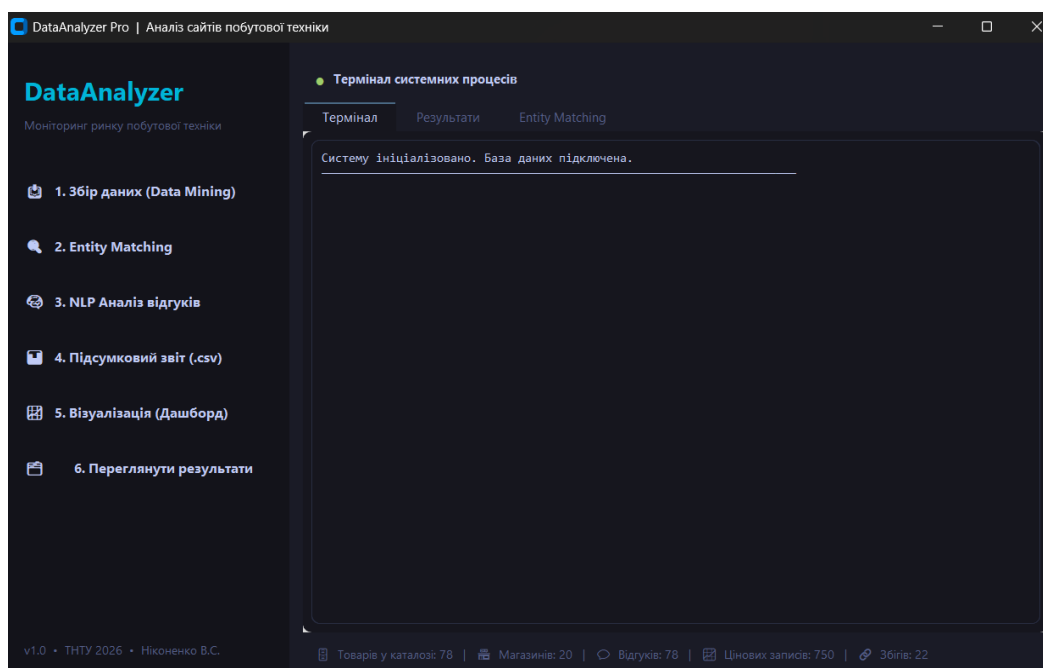 DataAnalyzer Pro | Аналіз сайтів побутової техніки
DataAnalyzer
Моніторинг ринку побутової техніки
1. Збір даних (Data Mining)
2. Entity Matching
3. NLP Аналіз відгуків
4. Підсумковий звіт (.csv)
5. Візуалізація (Дашборд)
6. Переглянути результати
v1.0 • ТНТУ 2026 • Ніконенко В.С.
Термінал системних процесів
Термінал Результати Entity Matching
Систему ініціалізовано. База даних підключена.
Товарів у каталозі: 78 | Магазинів: 20 | Відгуків: 78 | Цінових записів: 750 | Збігів: 22